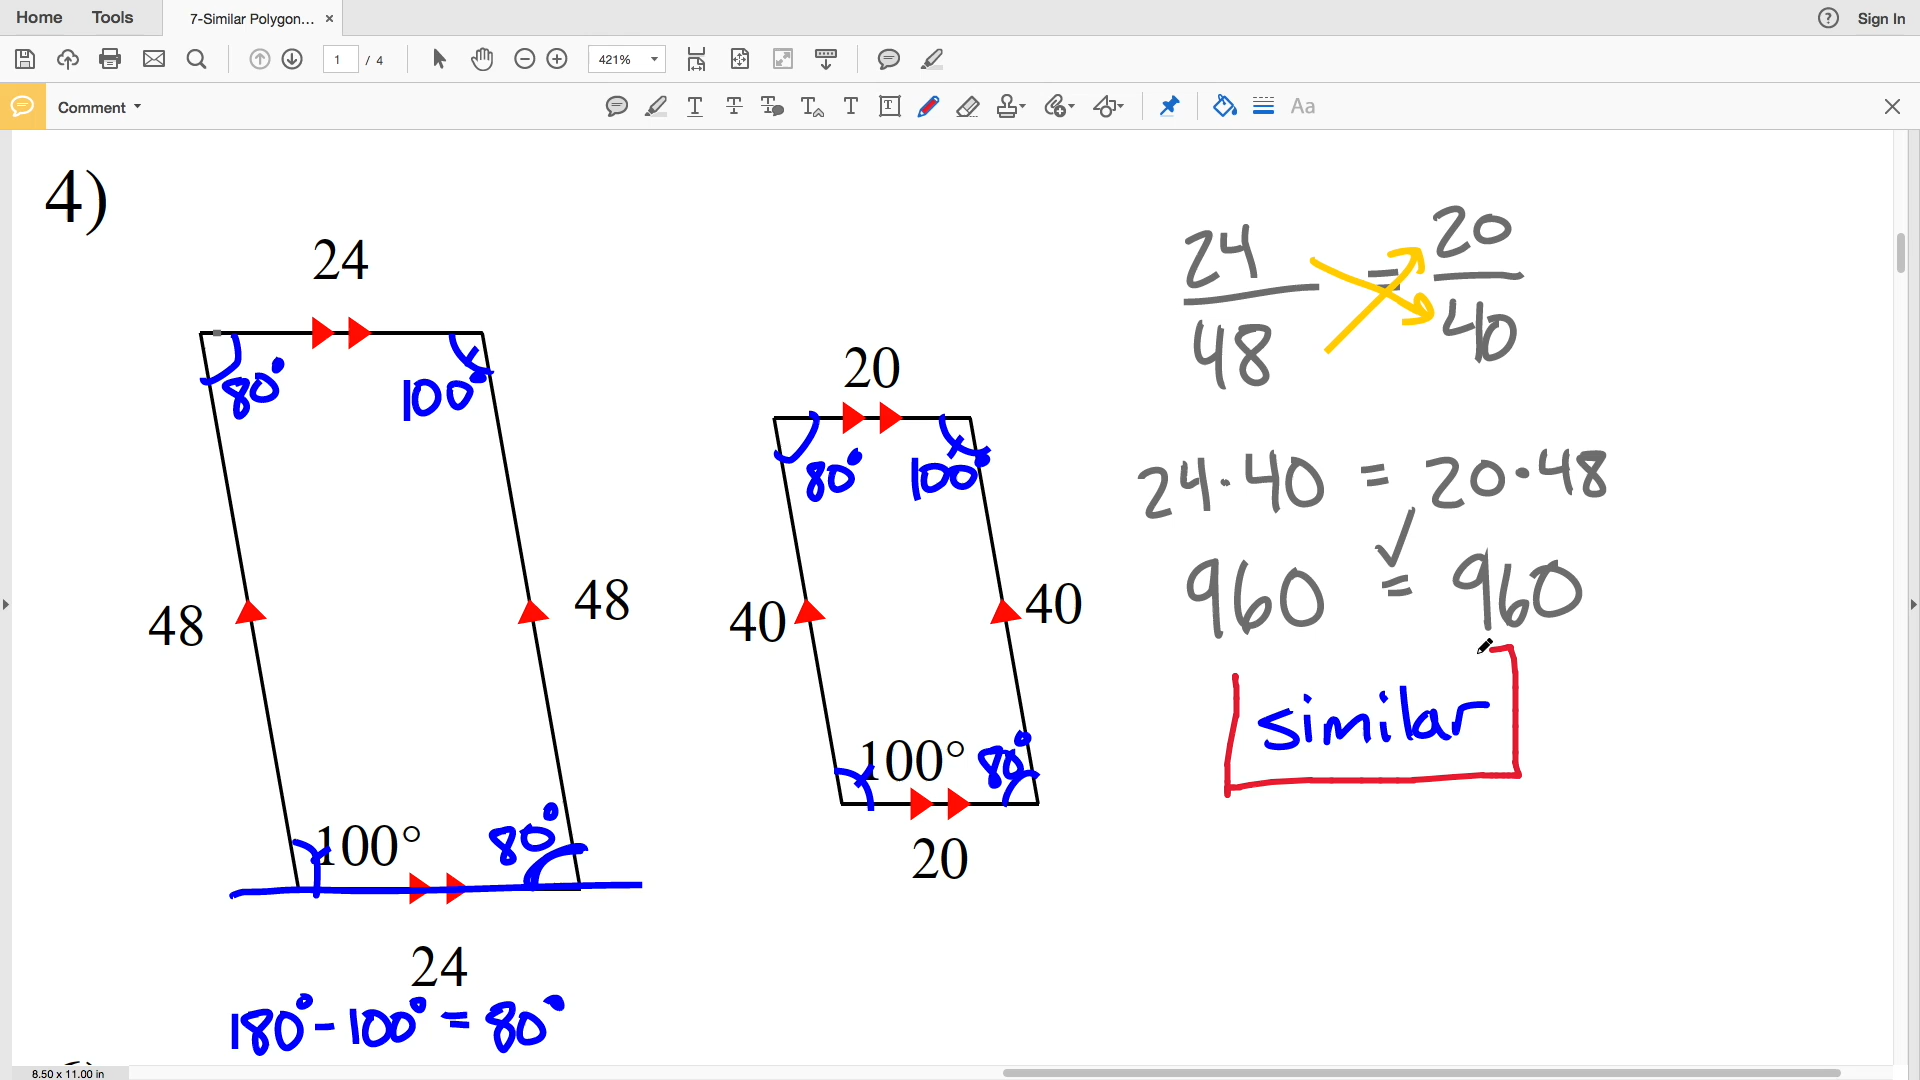 Home Tools 7-Similar Polygon... × ? Sign In
1 / 4 421%
Comment Aa
4)
24
80° 100°
48 48
100° 80°
24
180° - 100° = 80°
20
80° 100°
40 40
100° 80°
20
24/48 = 20/40
24·40 = 20·48
✓
960 = 960
similar
8.50 x 11.00 in